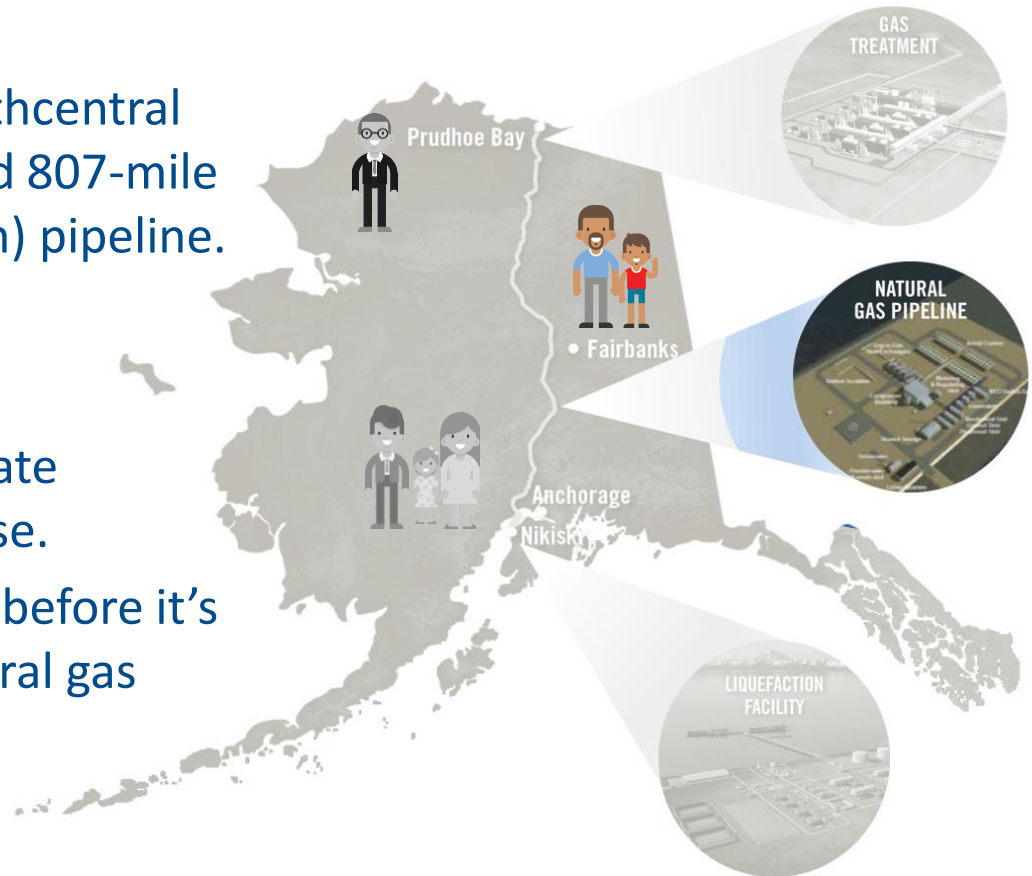 thcentral
d 807-mile
n) pipeline.
ate
se.
before it’s
ral gas
GAS
TREATMENT
Prudhoe Bay
NATURAL
GAS PIPELINE
Fairbanks
Anchorage
Nikiski
LIQUEFACTION
FACILITY